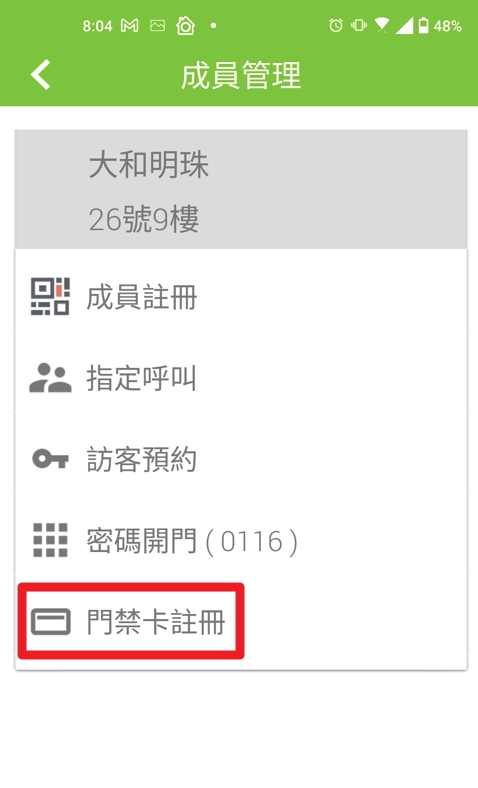 8:04 48%
成員管理
大和明珠
26號9樓
成員註冊
指定呼叫
訪客預約
密碼開門 ( 0116 )
門禁卡註冊